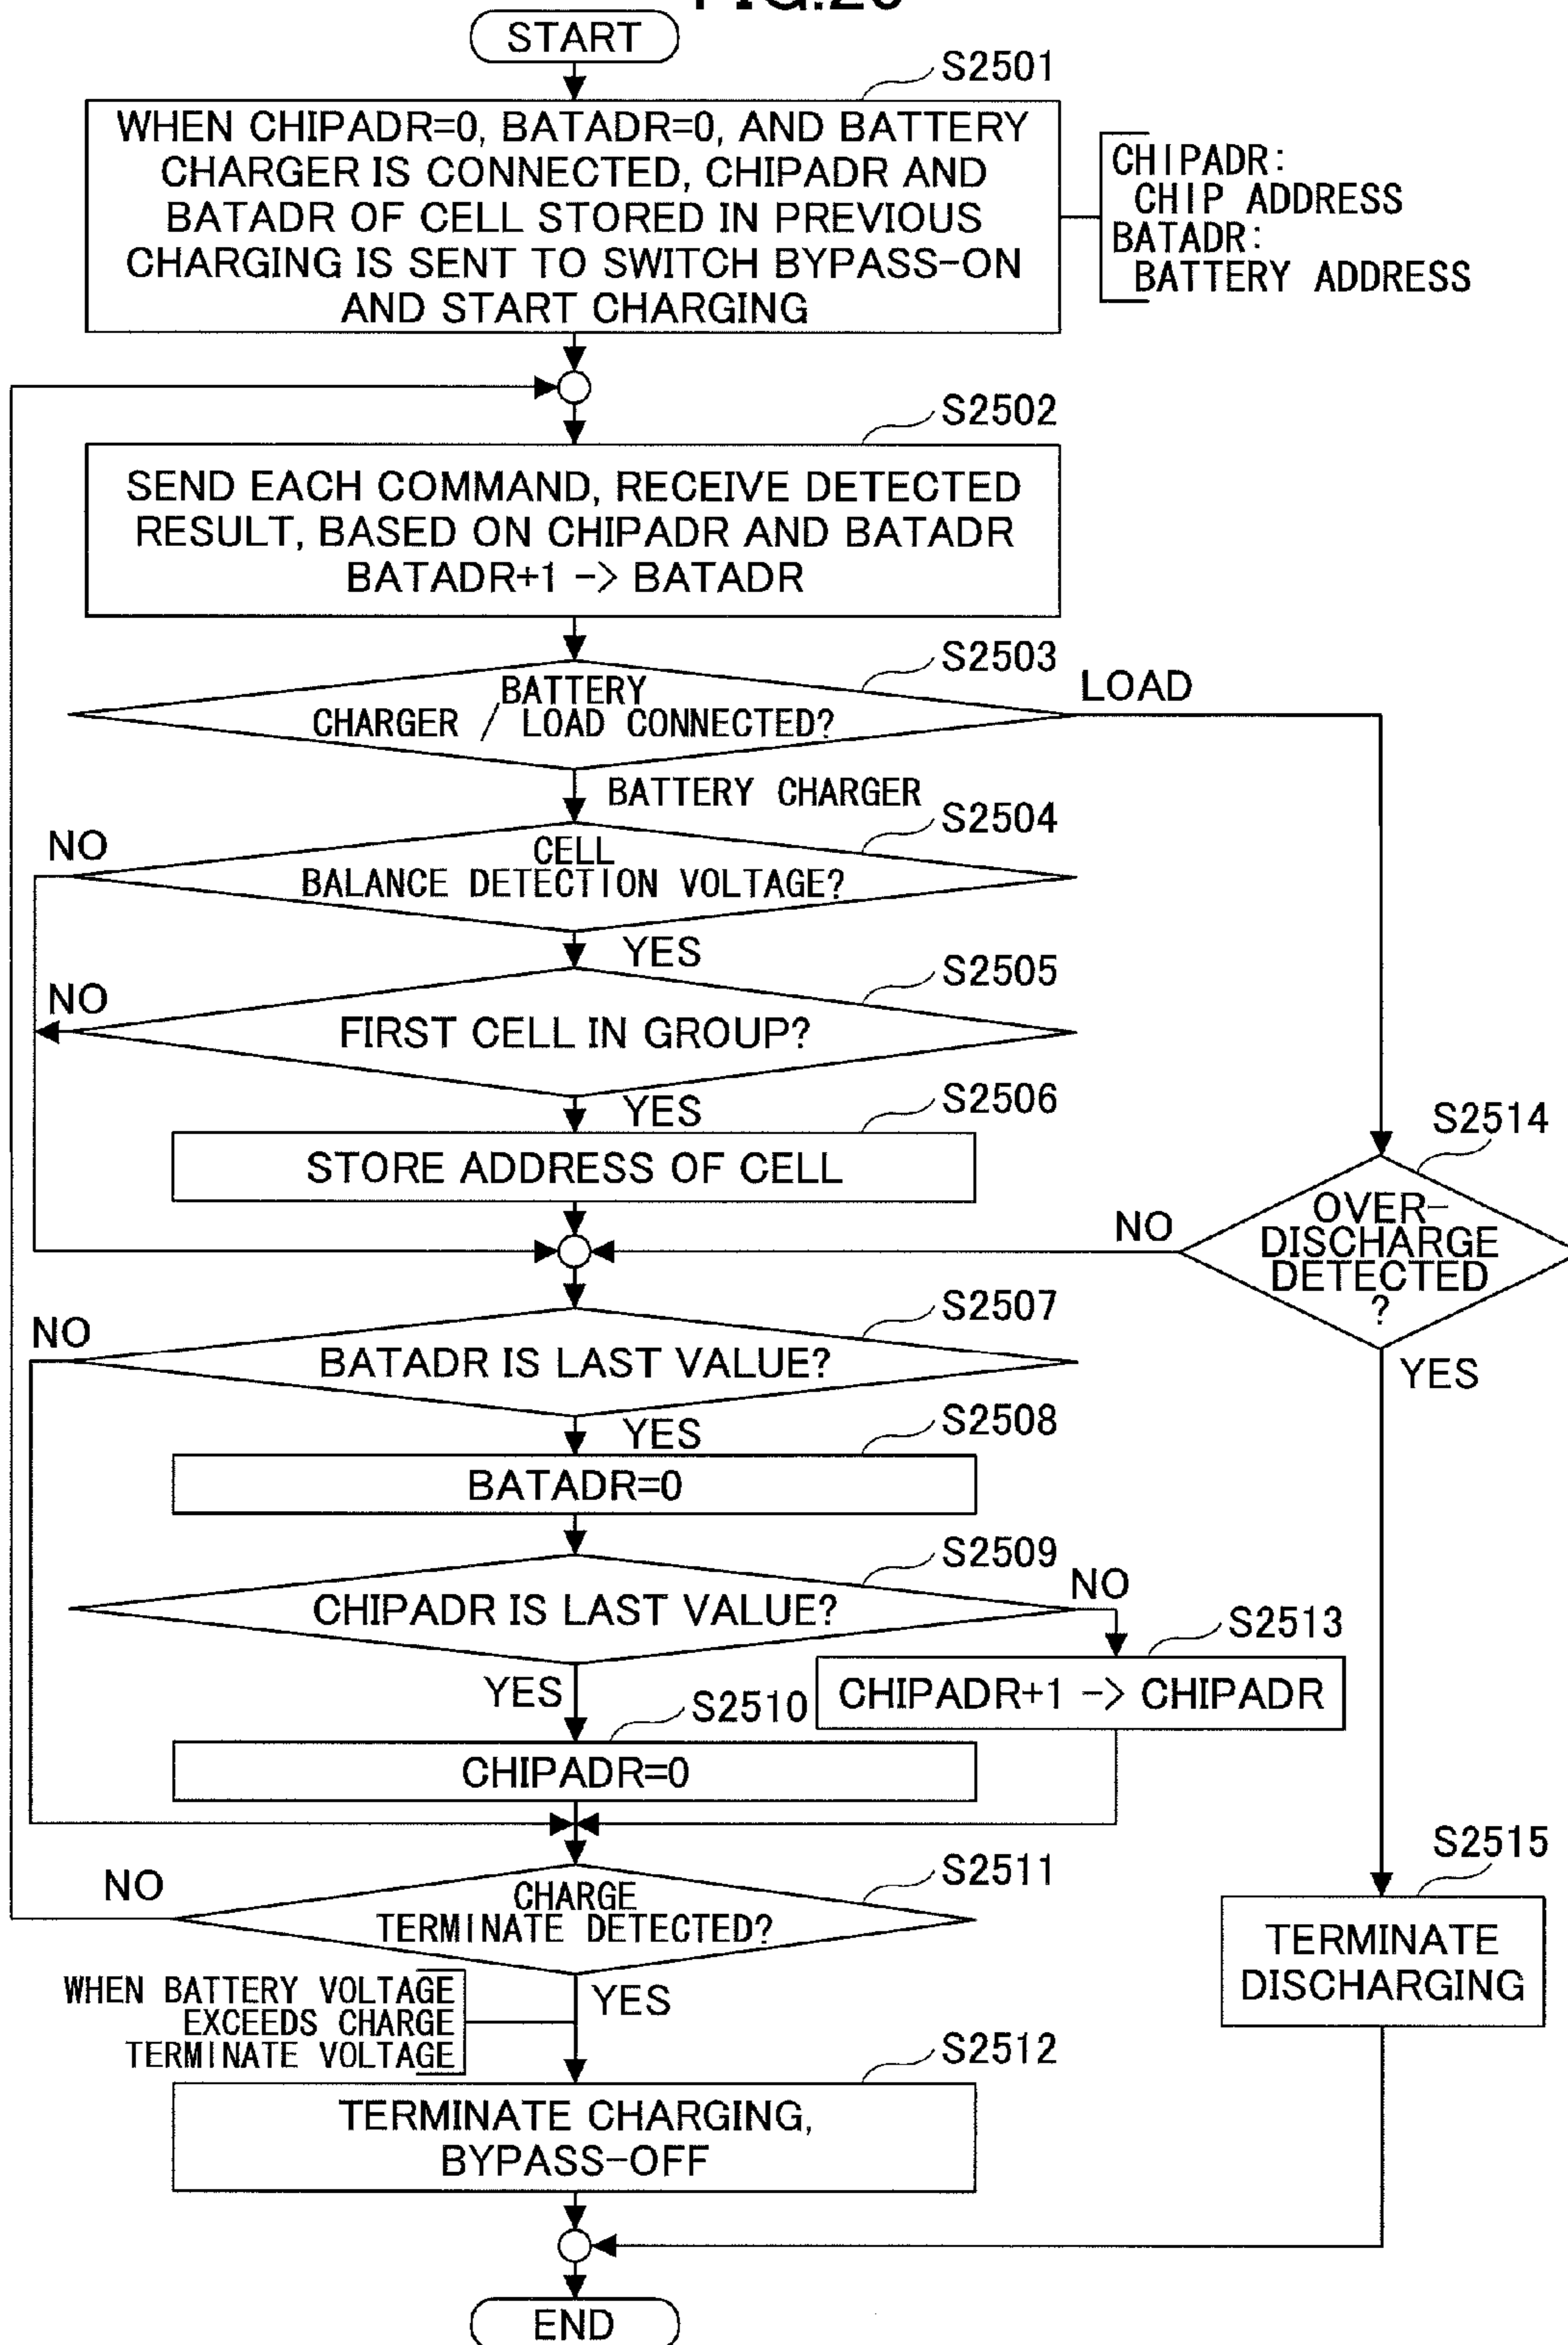 START
S2501
WHEN CHIPADR=0, BATADR=0, AND BATTERY
CHARGER IS CONNECTED, CHIPADR AND
BATADR OF CELL STORED IN PREVIOUS
CHARGING IS SENT TO SWITCH BYPASS-ON
AND START CHARGING
CHIPADR:
CHIP ADDRESS
BATADR:
BATTERY ADDRESS
S2502
SEND EACH COMMAND, RECEIVE DETECTED
RESULT, BASED ON CHIPADR AND BATADR
BATADR+1 -> BATADR
S2503
BATTERY
CHARGER / LOAD CONNECTED?
LOAD
BATTERY CHARGER
S2504
NO
CELL
BALANCE DETECTION VOLTAGE?
YES
S2505
NO
FIRST CELL IN GROUP?
YES
S2506
STORE ADDRESS OF CELL
S2514
OVER-
DISCHARGE
DETECTED
?
NO
YES
S2507
NO
BATADR IS LAST VALUE?
YES
S2508
BATADR=0
S2509
CHIPADR IS LAST VALUE?
NO
S2513
CHIPADR+1 -> CHIPADR
YES
S2510
CHIPADR=0
S2511
NO
CHARGE
TERMINATE DETECTED?
YES
WHEN BATTERY VOLTAGE
EXCEEDS CHARGE
TERMINATE VOLTAGE
S2515
TERMINATE
DISCHARGING
S2512
TERMINATE CHARGING,
BYPASS-OFF
END